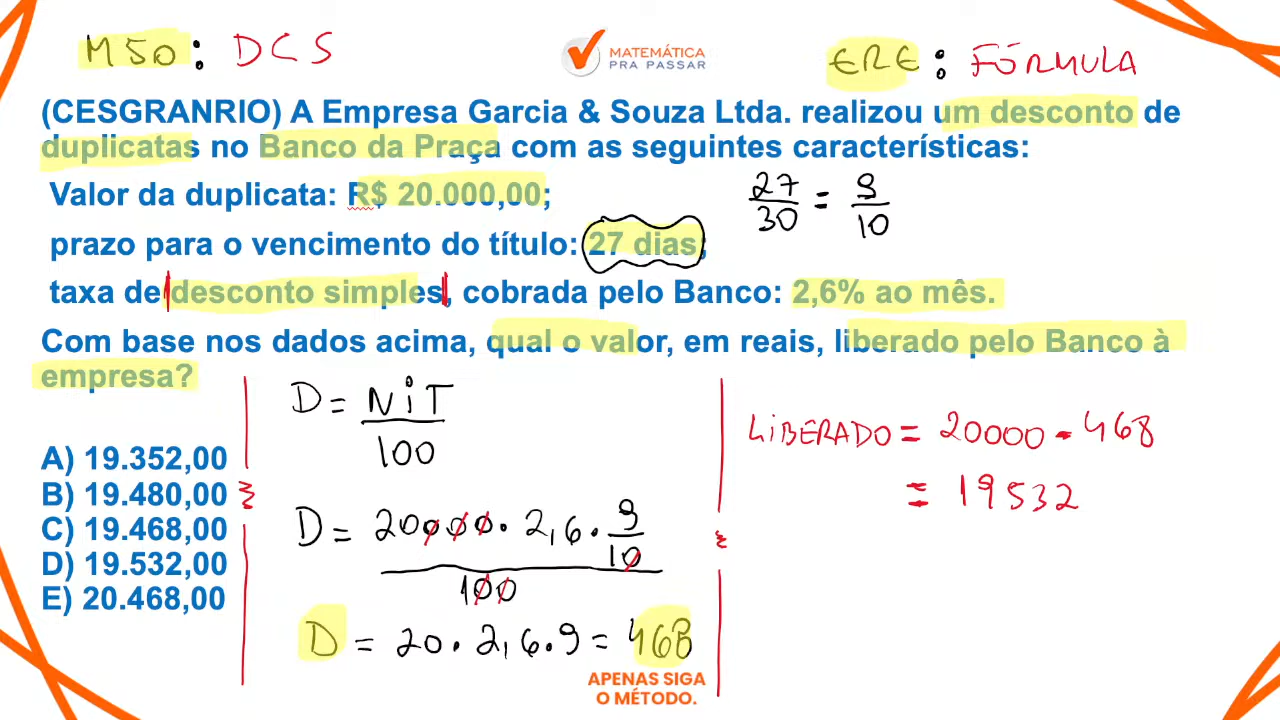 M50: DCS
MATEMÁTICA
PRA PASSAR
ERE: FÓRMULA
(CESGRANRIO) A Empresa Garcia & Souza Ltda. realizou um desconto de
duplicatas no Banco da Praça com as seguintes características:
Valor da duplicata: R$ 20.000,00;
27/30 = 9/10
prazo para o vencimento do título: 27 dias;
taxa de desconto simples, cobrada pelo Banco: 2,6% ao mês.
Com base nos dados acima, qual o valor, em reais, liberado pelo Banco à
empresa?
A) 19.352,00
B) 19.480,00
C) 19.468,00
D) 19.532,00
E) 20.468,00
D = NiT
100
D = 20000 · 2,6 · 9/10
100
D = 20 · 2,6 · 9 = 468
LiBERADO = 20000 - 468
= 19532
APENAS SIGA
O MÉTODO.